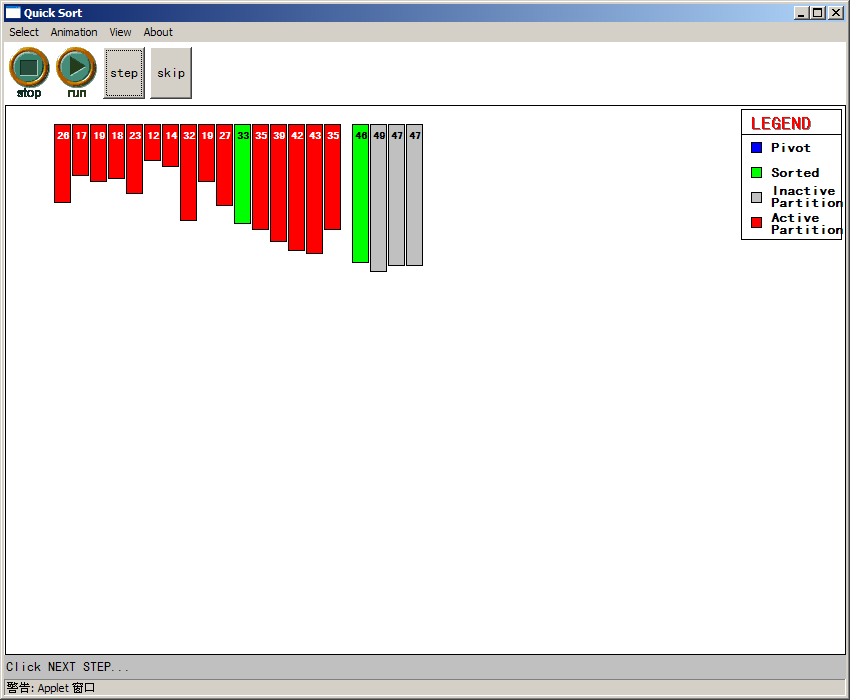 Quick Sort
Select Animation View About
stop run step skip
26 17 19 18 23 12 14 32 19 27 33 35 39 42 43 35 46 49 47 47
LEGEND
Pivot
Sorted
Inactive
Partition
Active
Partition
Click NEXT STEP...
警告: Applet 窗口